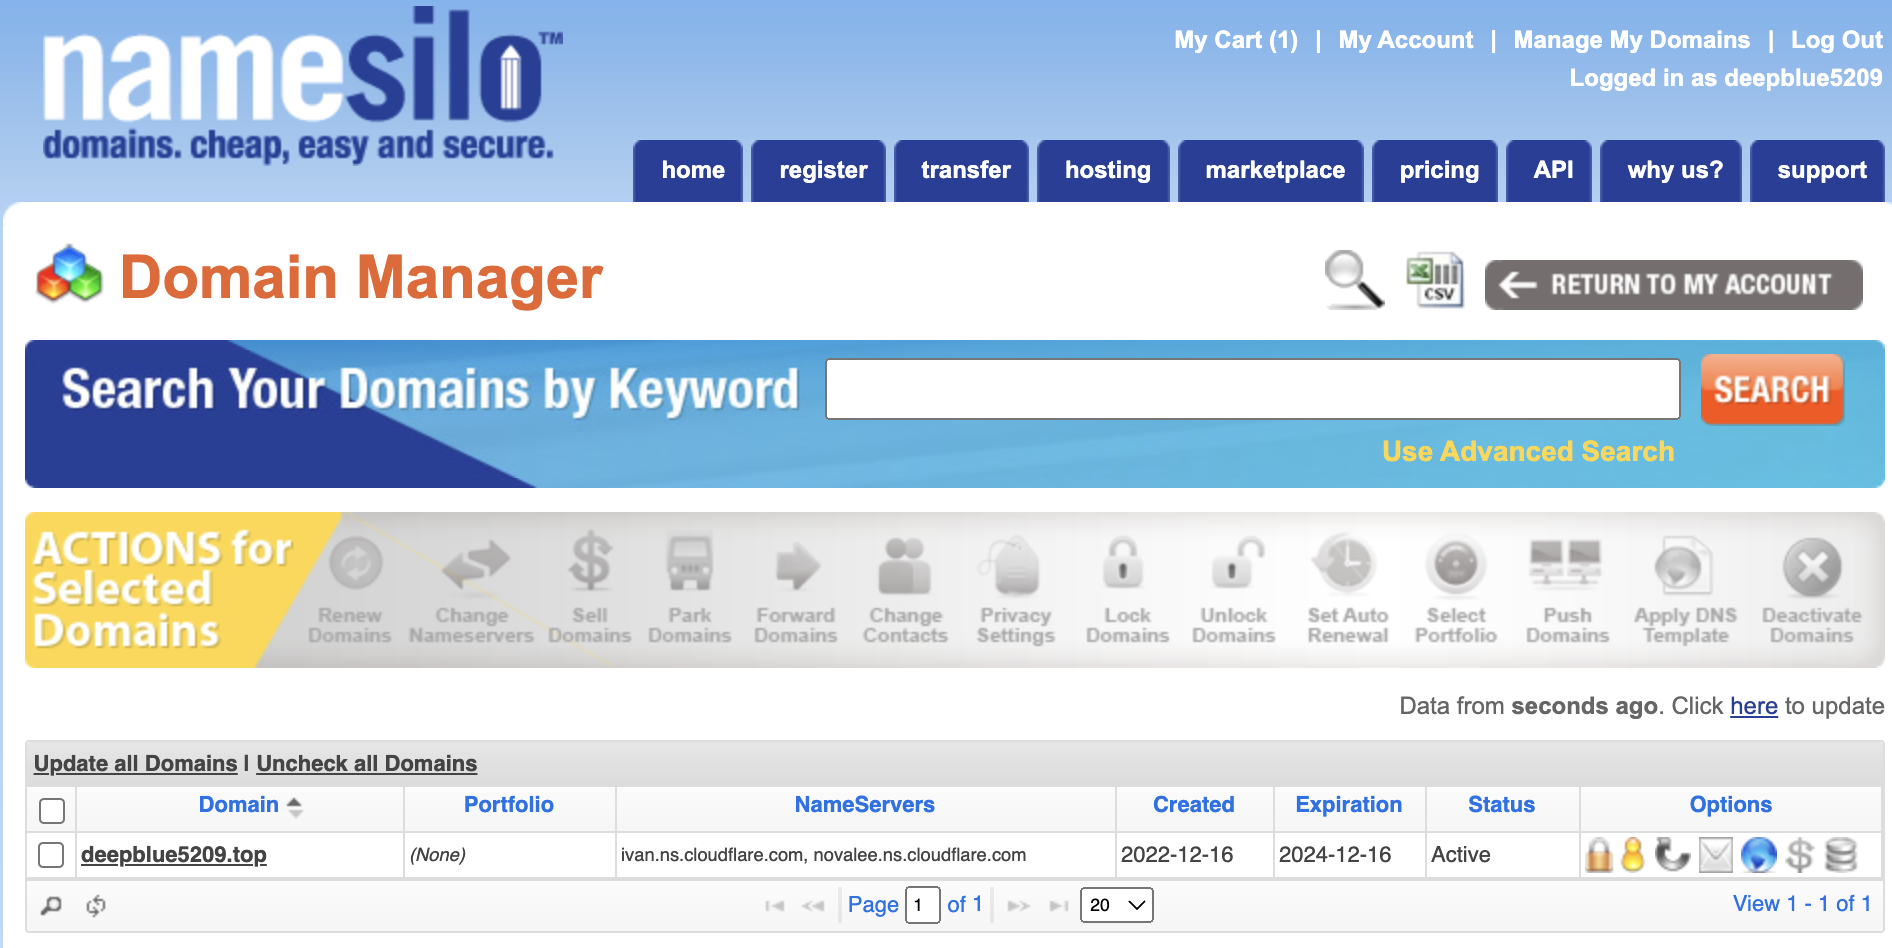 namesilo™
domains. cheap, easy and secure.
My Cart (1) | My Account | Manage My Domains | Log Out
Logged in as deepblue5209
home register transfer hosting marketplace pricing API why us? support
Domain Manager
CSV
RETURN TO MY ACCOUNT
Search Your Domains by Keyword
SEARCH
Use Advanced Search
ACTIONS for
Selected
Domains
Renew
Domains
Change
Nameservers
Sell
Domains
Park
Domains
Forward
Domains
Change
Contacts
Privacy
Settings
Lock
Domains
Unlock
Domains
Set Auto
Renewal
Select
Portfolio
Push
Domains
Apply DNS
Template
Deactivate
Domains
Data from seconds ago. Click here to update
Update all Domains | Uncheck all Domains
Domain Portfolio NameServers Created Expiration Status Options
deepblue5209.top (None) ivan.ns.cloudflare.com, novalee.ns.cloudflare.com 2022-12-16 2024-12-16 Active
Page 1 of 1 20 View 1 - 1 of 1